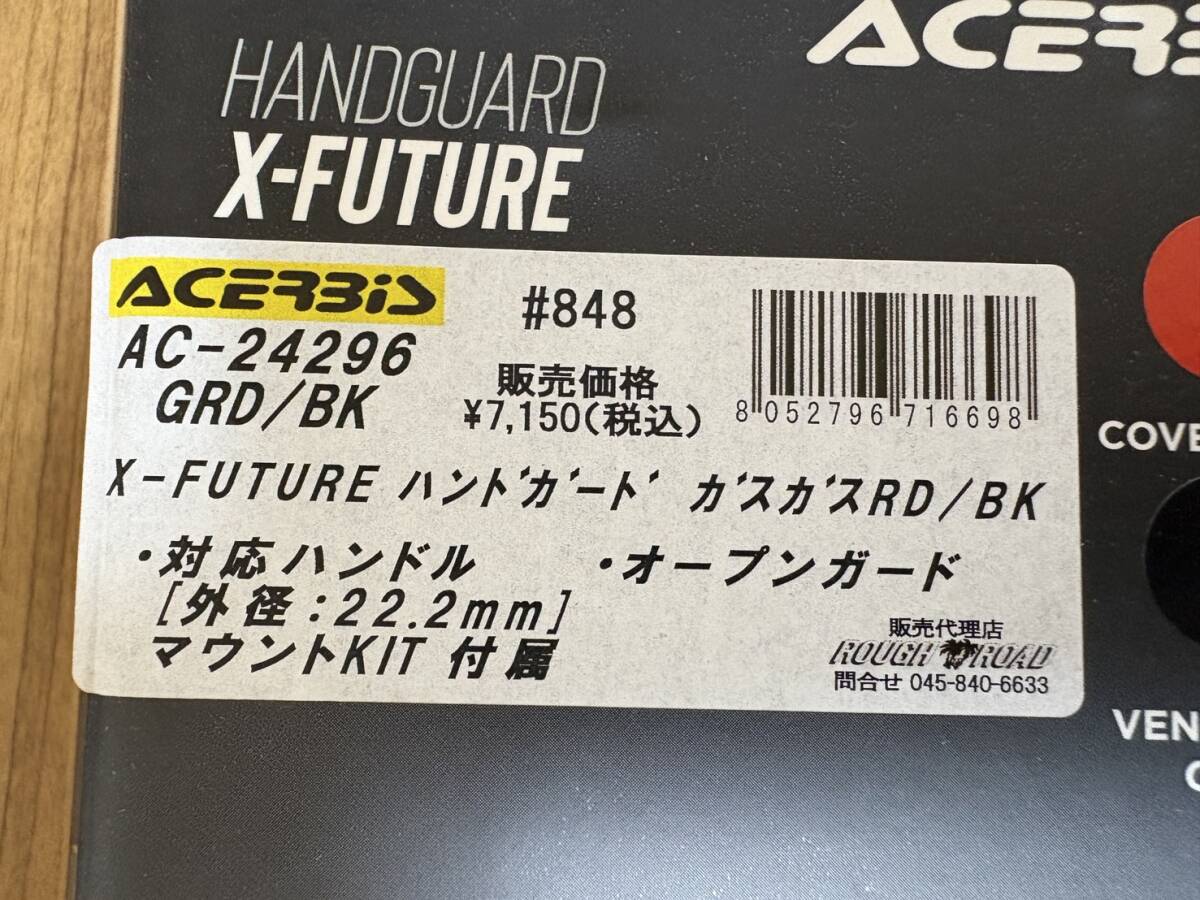 HANDGUARD
X-FUTURE
ACERB
ACERBIS
AC-24296
GRD/BK
#848
販売価格
¥7,150(税込)
8 052796 716698
X-FUTURE ハンドガード ガスガスRD/BK
・対応ハンドル
[外径:22.2mm]
マウントKIT 付属
・オープンガード
販売代理店
ROUGH ROAD
問合せ 045-840-6633
COVE
VEN